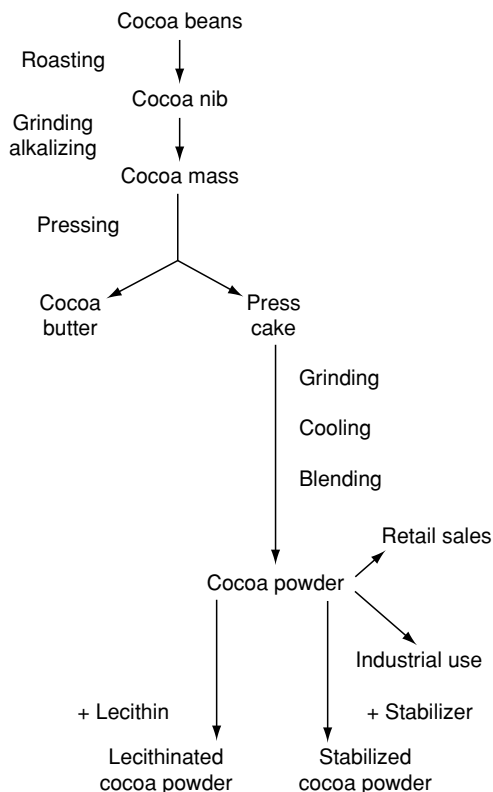 Cocoa beans
Roasting
Cocoa nib
Grinding
alkalizing
Cocoa mass
Pressing
Cocoa
butter
Press
cake
Grinding
Cooling
Blending
Retail sales
Cocoa powder
Industrial use
+ Lecithin
+ Stabilizer
Lecithinated
cocoa powder
Stabilized
cocoa powder